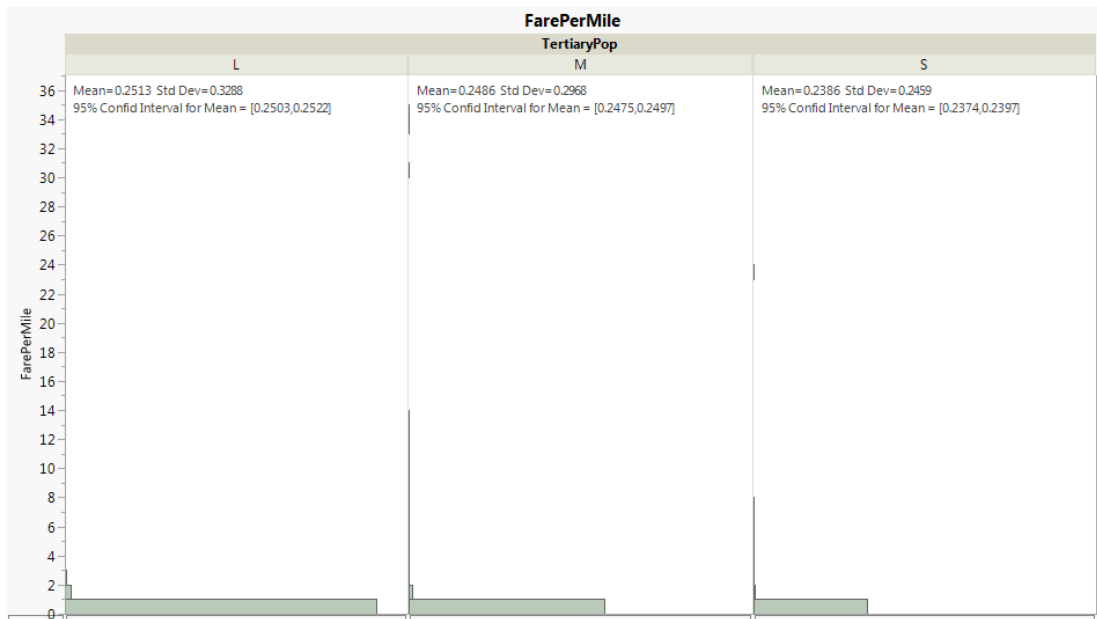 FarePerMile
TertiaryPop
L M S
Mean=0.2513 Std Dev=0.3288
95% Confid Interval for Mean = [0.2503,0.2522]
Mean=0.2486 Std Dev=0.2968
95% Confid Interval for Mean = [0.2475,0.2497]
Mean=0.2386 Std Dev=0.2459
95% Confid Interval for Mean = [0.2374,0.2397]
36
34
32
30
28
26
24
22
20
18
16
14
12
10
8
6
4
2
0
FarePerMile